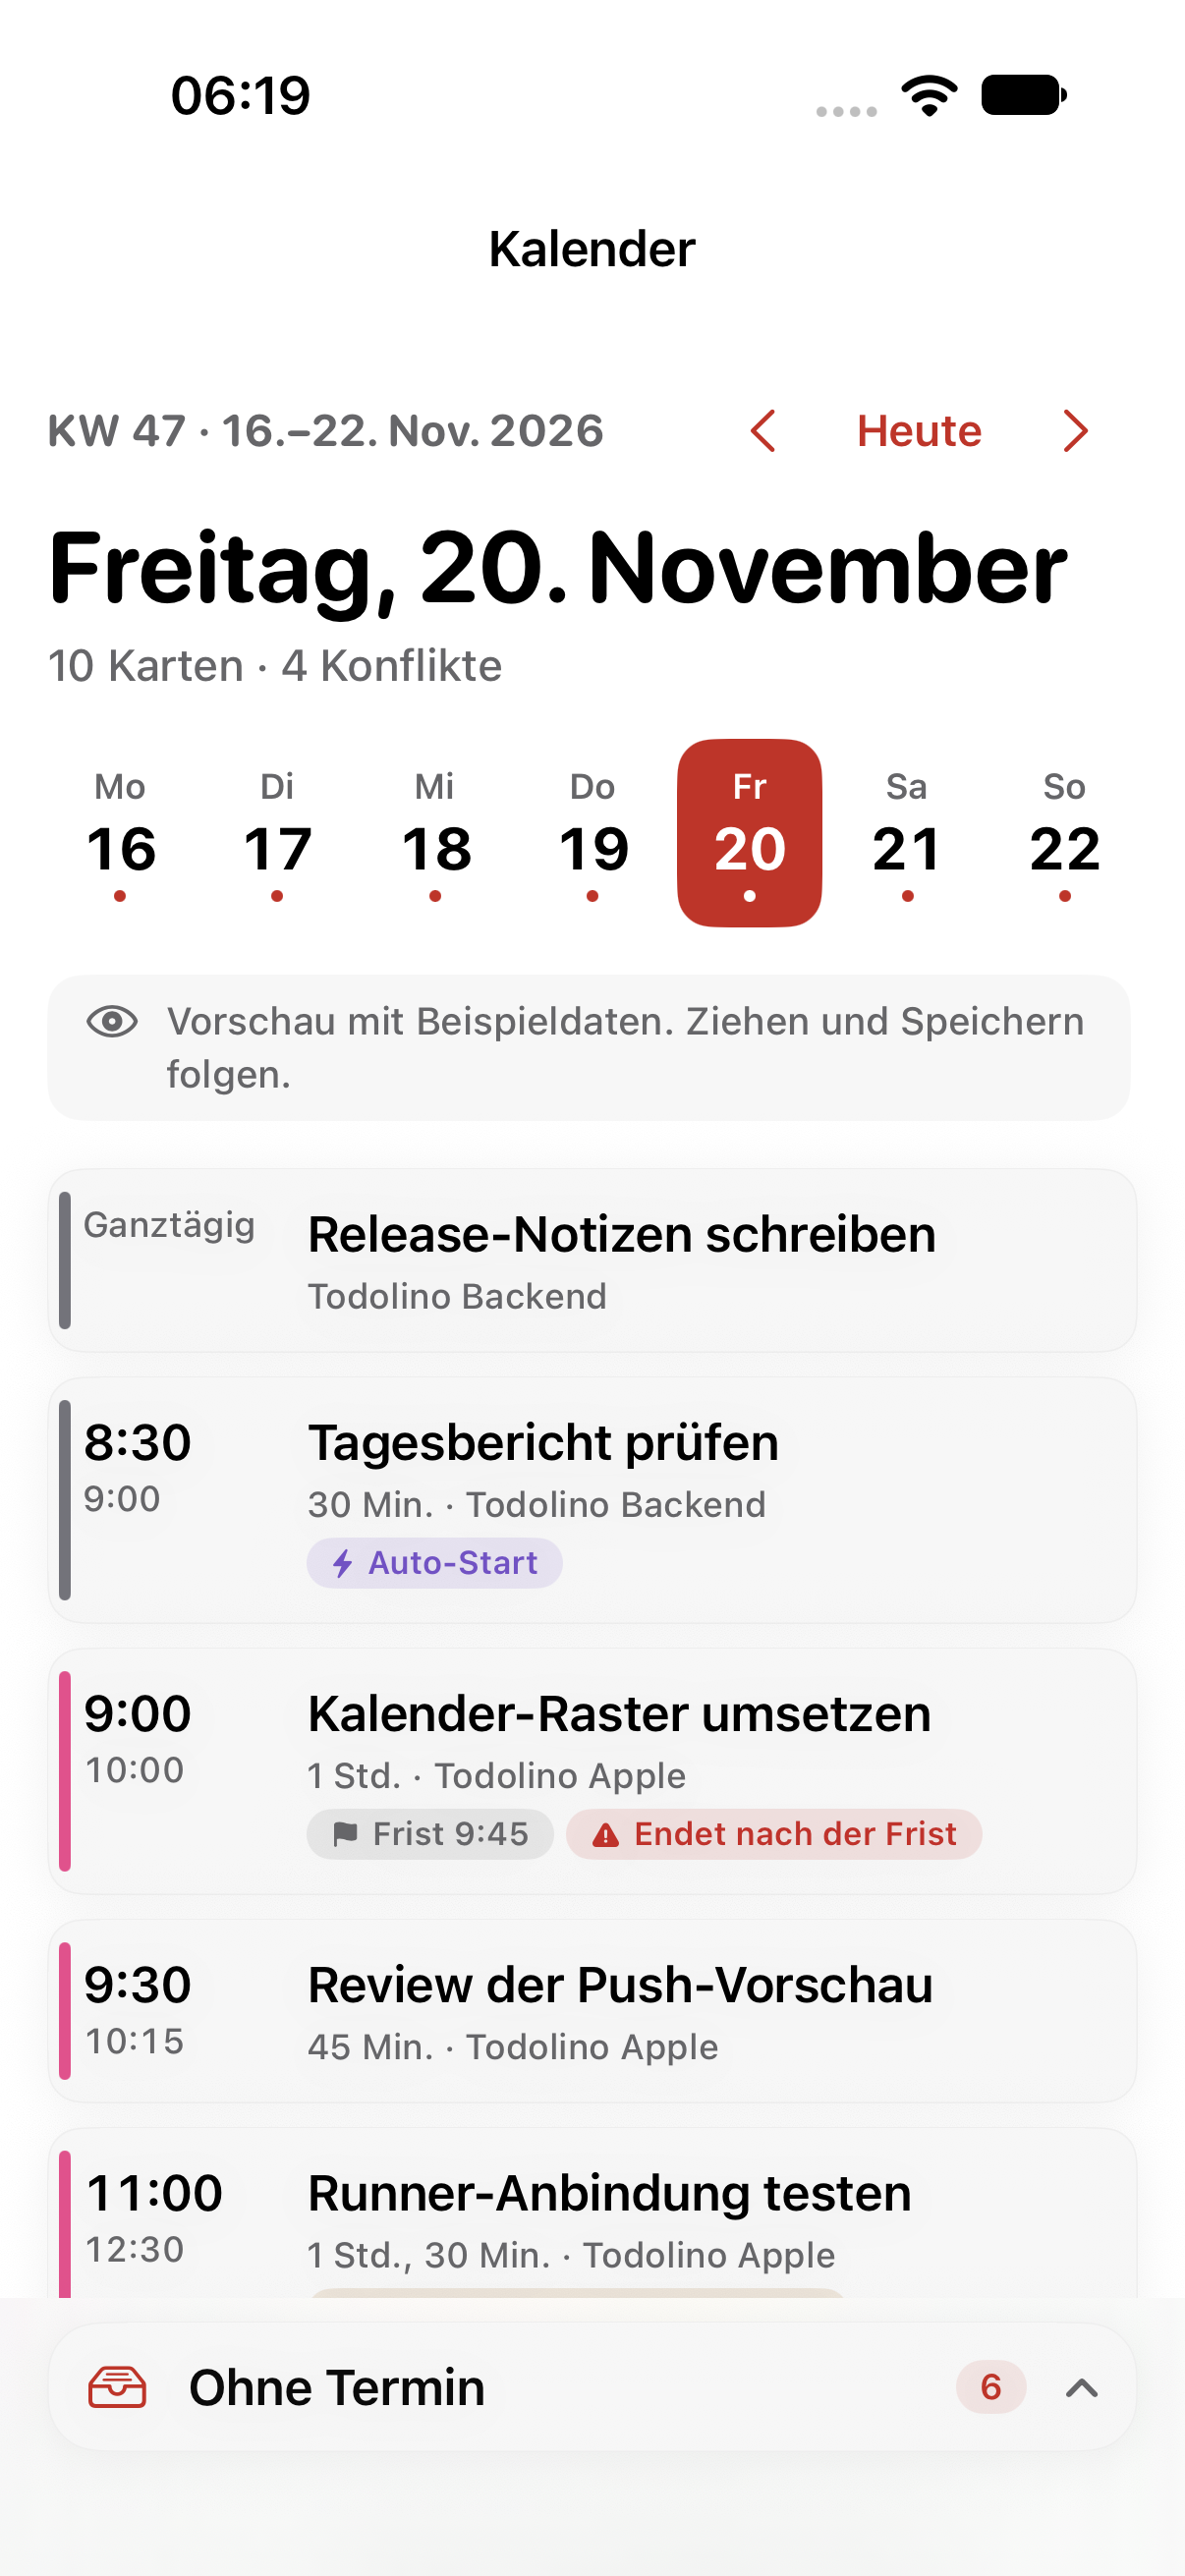 06:19
Kalender
KW 47 · 16.–22. Nov. 2026
Heute
Freitag, 20. November
10 Karten · 4 Konflikte
Mo Di Mi Do Fr Sa So
16 17 18 19 20 21 22
Vorschau mit Beispieldaten. Ziehen und Speichern
folgen.
Ganztägig
Release-Notizen schreiben
Todolino Backend
8:30
9:00
Tagesbericht prüfen
30 Min. · Todolino Backend
Auto-Start
9:00
10:00
Kalender-Raster umsetzen
1 Std. · Todolino Apple
Frist 9:45
Endet nach der Frist
9:30
10:15
Review der Push-Vorschau
45 Min. · Todolino Apple
11:00
12:30
Runner-Anbindung testen
1 Std., 30 Min. · Todolino Apple
Ohne Termin
6